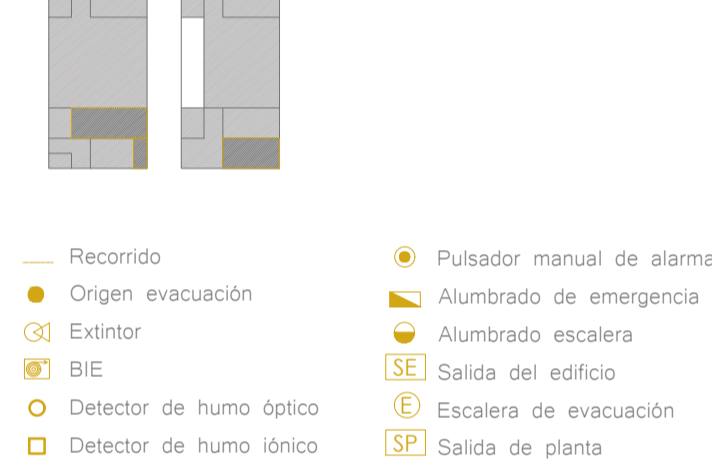 Recorrido
Origen evacuación
Extintor
BIE
Detector de humo óptico
Detector de humo iónico
Pulsador manual de alarma
Alumbrado de emergencia
Alumbrado escalera
SE Salida del edificio
E Escalera de evacuación
SP Salida de planta